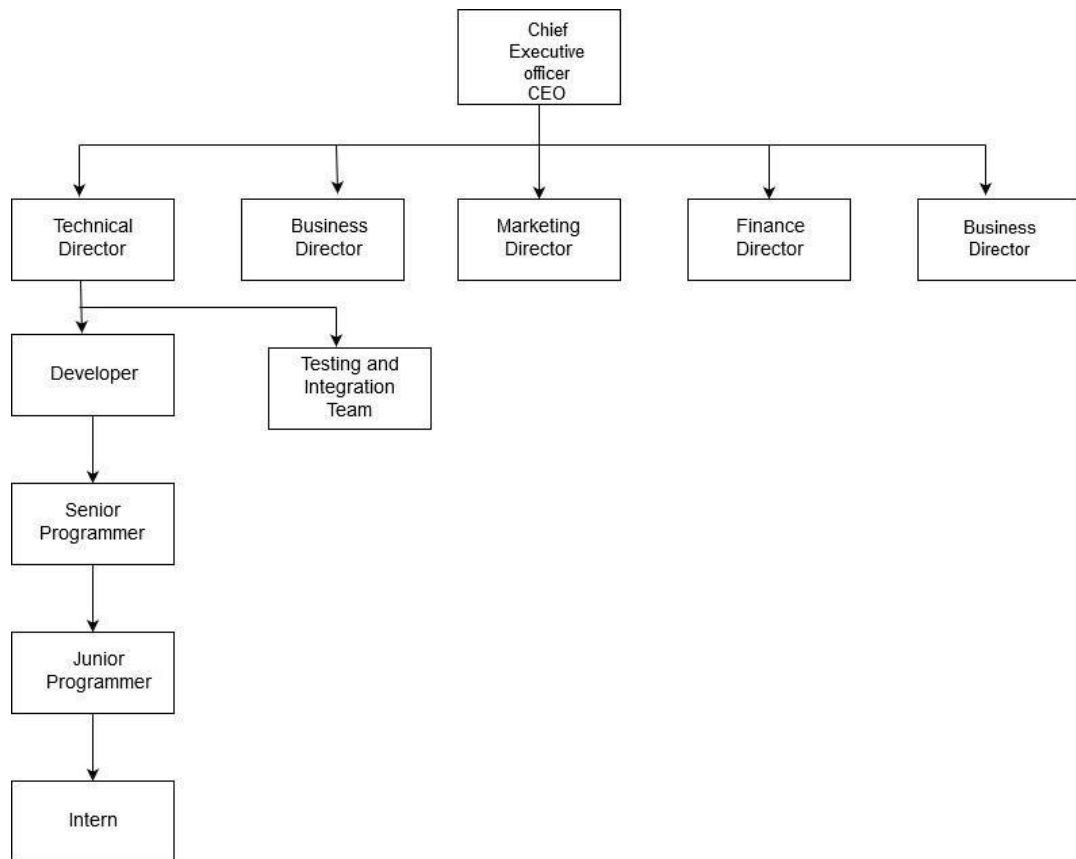 Chief
Executive
officer
CEO
Technical
Director
Business
Director
Marketing
Director
Finance
Director
Business
Director
Developer
Testing and
Integration
Team
Senior
Programmer
Junior
Programmer
Intern